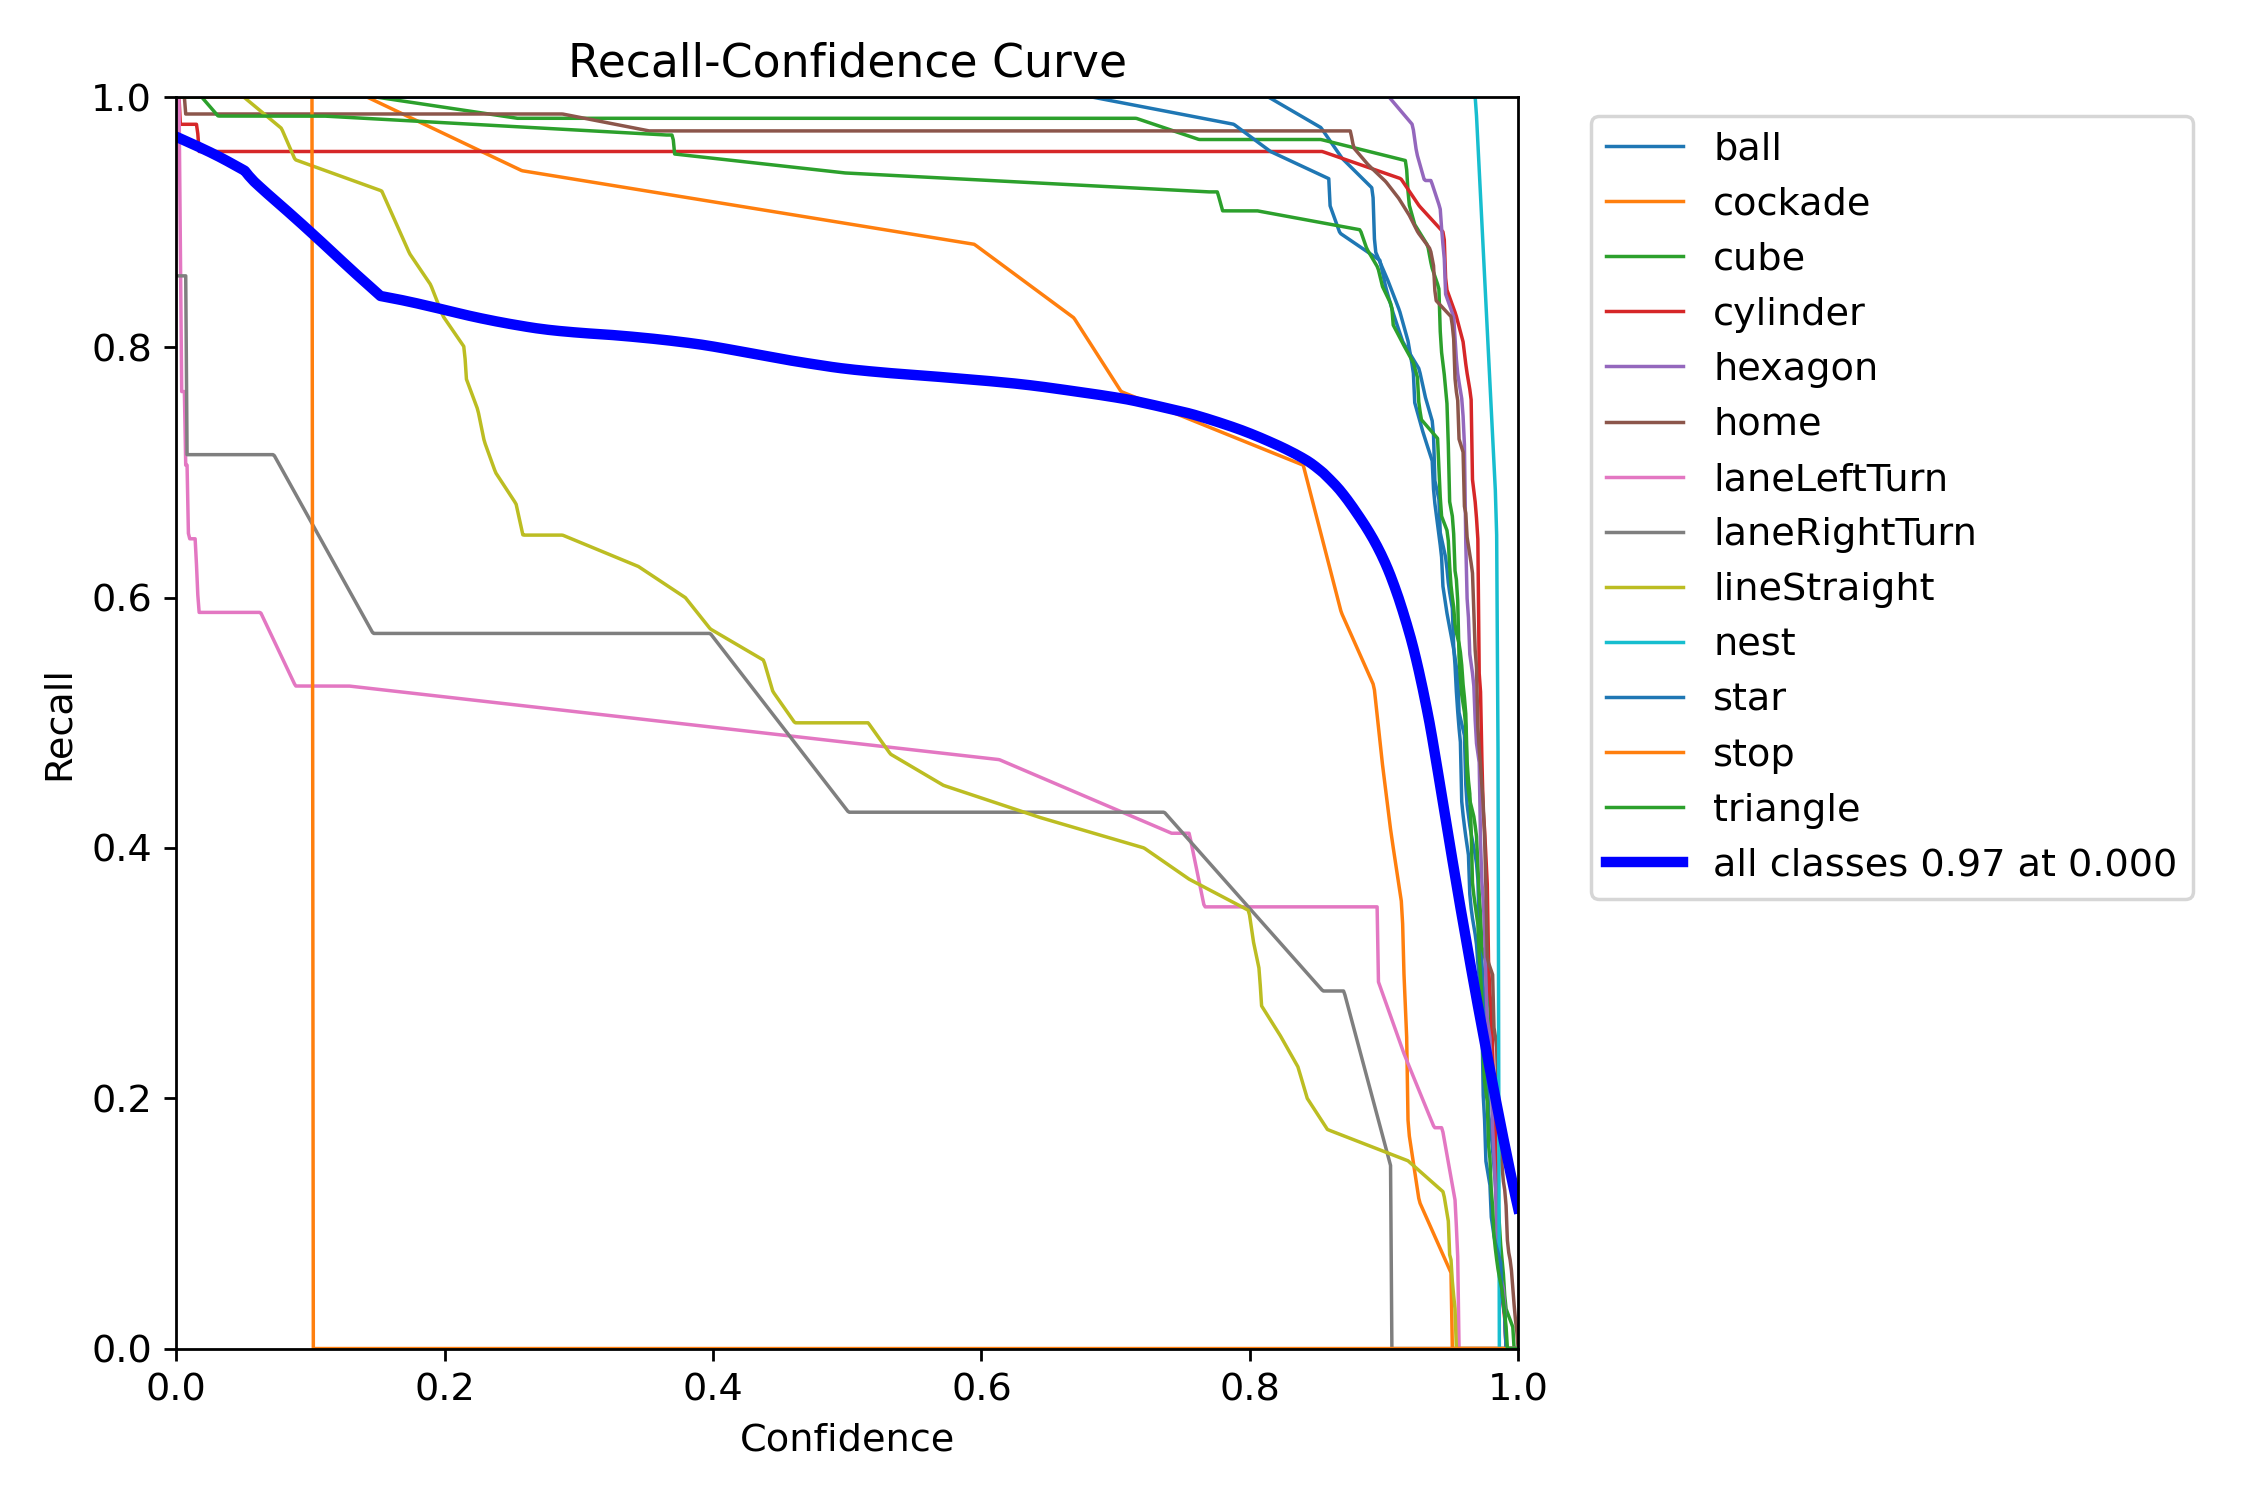 Recall-Confidence Curve
1.0
0.8
0.6
0.4
0.2
0.0
Recall
0.0 0.2 0.4 0.6 0.8 1.0
Confidence
ball
cockade
cube
cylinder
hexagon
home
laneLeftTurn
laneRightTurn
lineStraight
nest
star
stop
triangle
all classes 0.97 at 0.000